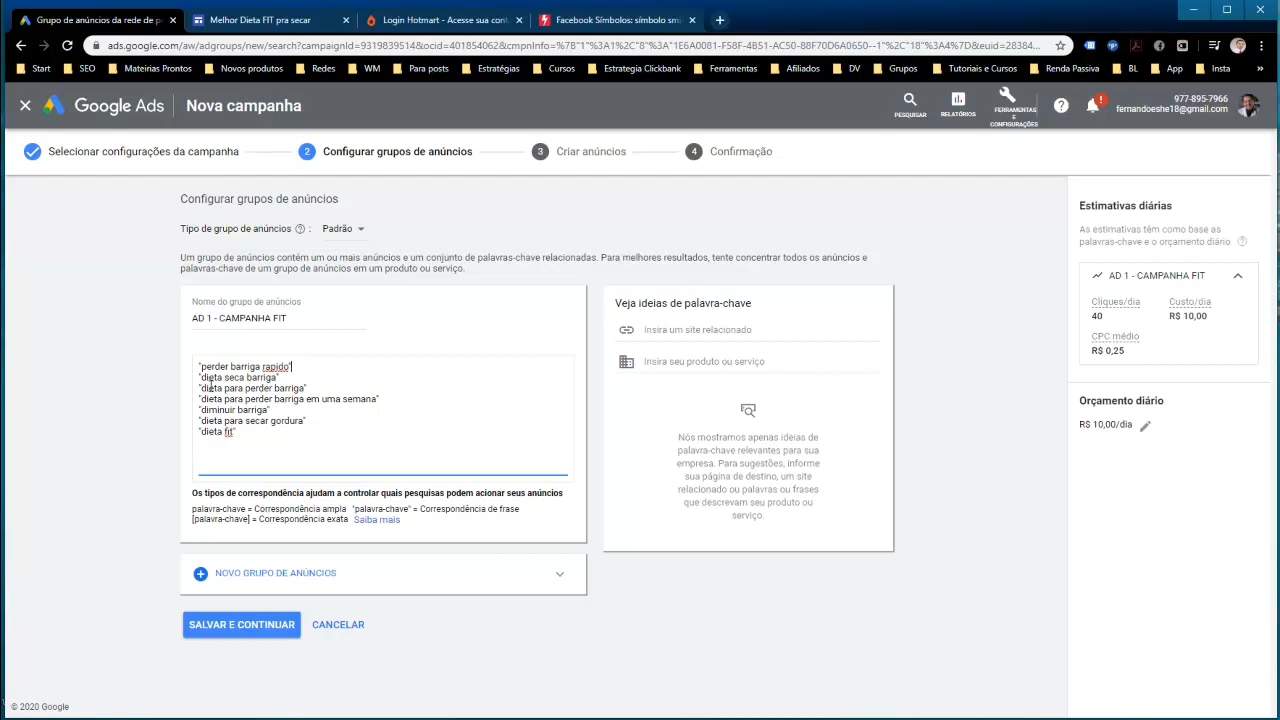 Grupo de anúncios da rede de p
Melhor Dieta FIT pra secar
Login Hotmart - Acesse sua con
Facebook Símbolos: símbolo sm
ads.google.com/aw/adgroups/new/search?campaignId=9319839514&ocid=401854062&cmpnInfo=%78"1"%3A1%2C"8"%3A"1E6A0081-F58F-4B51-AC50-88F70D6A0650--1"%2C"18"%3A4%7D&euid=28384...
Start
SEO
Mateirias Prontos
Novos produtos
Redes
WM
Para posts
Estratégias
Cursos
Estrategia Clickbank
Ferramentas
Afiliados
DV
Grupos
Tutoriais e Cursos
Renda Passiva
BL
App
Insta
Google Ads
Nova campanha
PESQUISAR
RELATÓRIOS
FERRAMENTAS
E
CONFIGURAÇÕES
977-895-7966
fernandoeshe18@gmail.com
Selecionar configurações da campanha
2 Configurar grupos de anúncios
3 Criar anúncios
4 Confirmação
Configurar grupos de anúncios
Tipo de grupo de anúncios : Padrão
Um grupo de anúncios contém um ou mais anúncios e um conjunto de palavras-chave relacionadas. Para melhores resultados, tente concentrar todos os anúncios e
palavras-chave de um grupo de anúncios em um produto ou serviço.
Nome do grupo de anúncios
AD 1 - CAMPANHA FIT
"perder barriga rapido"
"dieta seca barriga"
"dieta para perder barriga"
"dieta para perder barriga em uma semana"
"diminuir barriga"
"dieta para secar gordura"
"dieta fit"
Os tipos de correspondência ajudam a controlar quais pesquisas podem acionar seus anúncios
palavra-chave = Correspondência ampla "palavra-chave" = Correspondência de frase
[palavra-chave] = Correspondência exata Saiba mais
NOVO GRUPO DE ANÚNCIOS
SALVAR E CONTINUAR
CANCELAR
Veja ideias de palavra-chave
Insira um site relacionado
Insira seu produto ou serviço
Nós mostramos apenas ideias de
palavra-chave relevantes para sua
empresa. Para sugestões, informe
sua página de destino, um site
relacionado ou palavras ou frases
que descrevam seu produto ou
serviço.
Estimativas diárias
As estimativas têm como base as
palavras-chave e o orçamento diário
AD 1 - CAMPANHA FIT
Cliques/dia
40
Custo/dia
R$ 10,00
CPC médio
R$ 0,25
Orçamento diário
R$ 10,00/dia
© 2020 Google